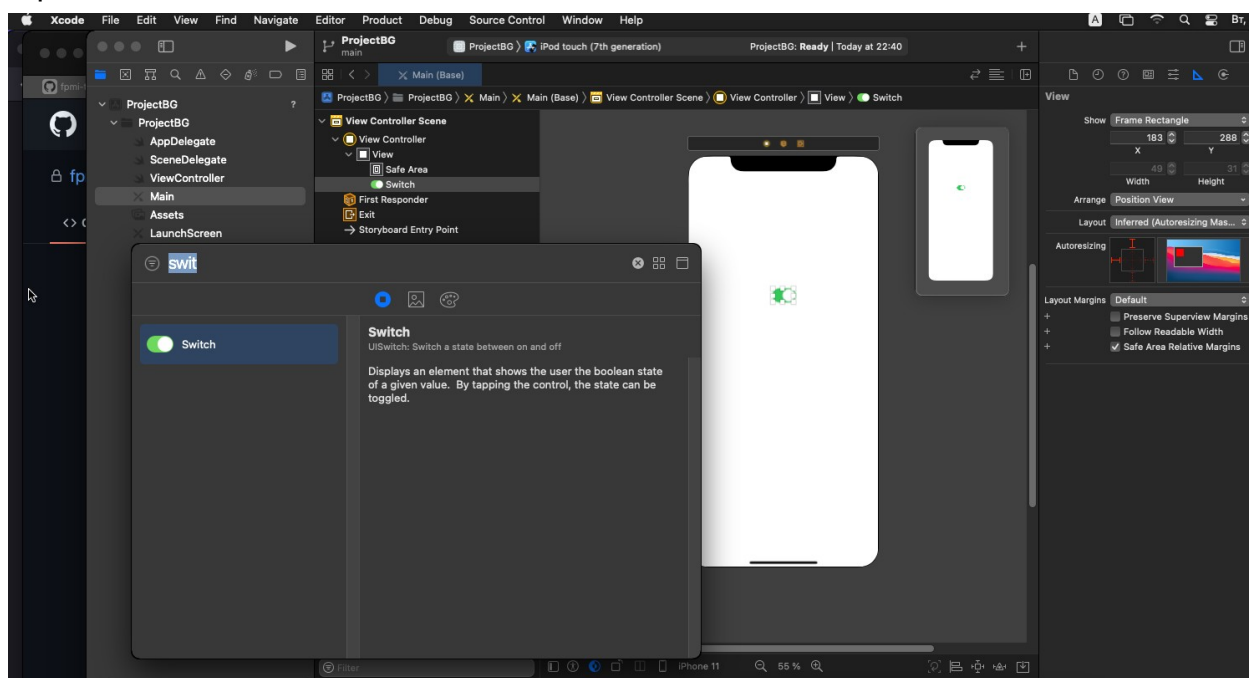 Xcode File Edit View Find Navigate Editor Product Debug Source Control Window Help A Вт,
ProjectBG
main
ProjectBG
iPod touch (7th generation)
ProjectBG: Ready | Today at 22:40
fpmi-
Main (Base)
ProjectBG ProjectBG Main Main (Base) View Controller Scene View Controller View Switch
fp
ProjectBG ?
ProjectBG
AppDelegate
SceneDelegate
ViewController
Main
Assets
LaunchScreen
View Controller Scene
View Controller
View
Safe Area
Switch
First Responder
Exit
Storyboard Entry Point
swit
Switch
Switch
UISwitch: Switch a state between on and off
Displays an element that shows the user the boolean state
of a given value. By tapping the control, the state can be
toggled.
Filter
iPhone 11
55 %
View
Show Frame Rectangle
183 288
X Y
49 31
Width Height
Arrange Position View
Layout Inferred (Autoresizing Mas...
Autoresizing
Layout Margins Default
+ Preserve Superview Margins
+ Follow Readable Width
+ Safe Area Relative Margins